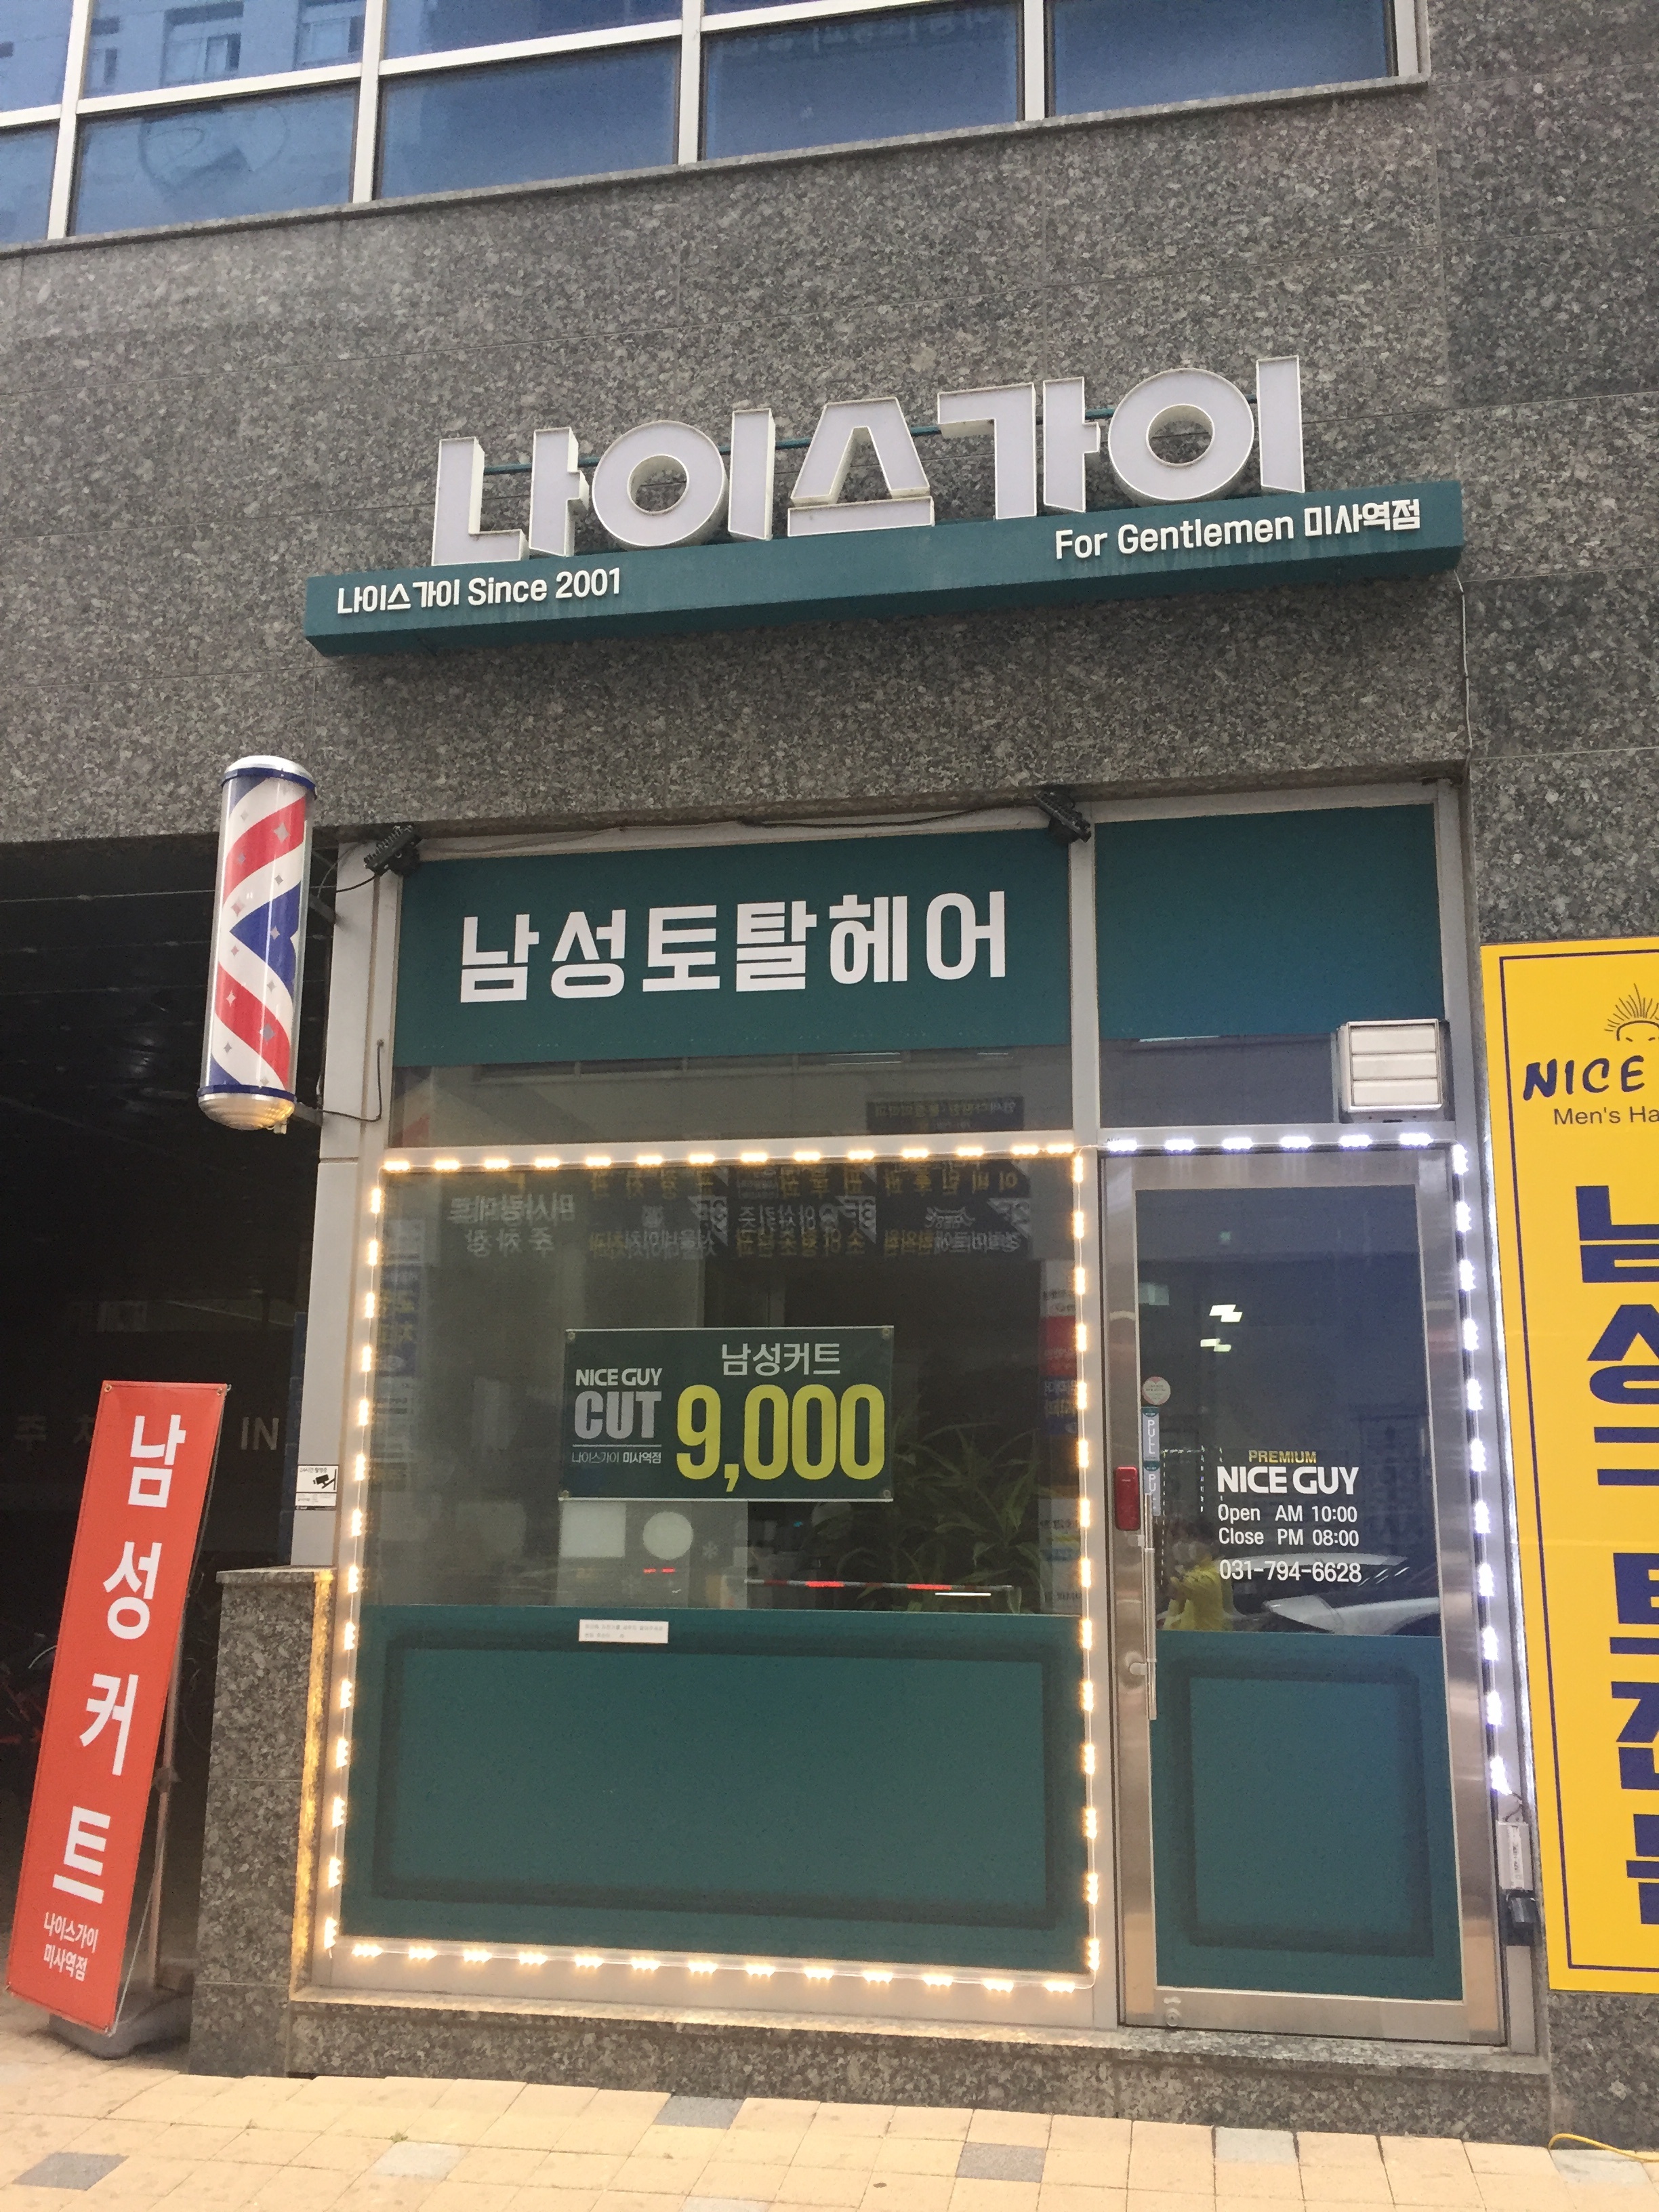 나이스가이
나이스가이 Since 2001
For Gentlemen 미사역점
남성토탈헤어
NICE
Men's Ha
남성커트
NICE GUY
CUT
9,000
나이스가이 미사역점
PREMIUM
NICE GUY
Open AM 10:00
Close PM 08:00
031-794-6628
IN
남성커트
나이스가이
미사역점